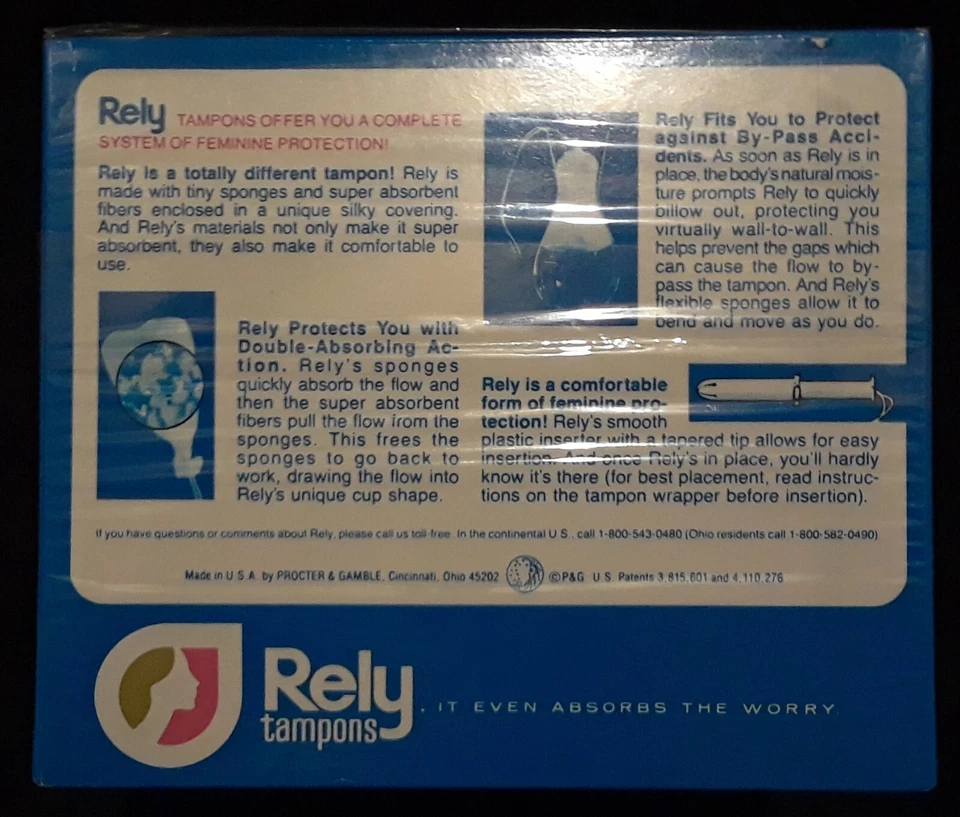 Rely TAMPONS OFFER YOU A COMPLETE
SYSTEM OF FEMININE PROTECTION!
Rely is a totally different tampon! Rely is
made with tiny sponges and super absorbent
fibers enclosed in a unique silky covering.
And Rely's materials not only make it super
absorbent, they also make it comfortable to
use.
Rely Protects You with
Double-Absorbing Ac-
tion. Rely's sponges
quickly absorb the flow and
then the super absorbent
fibers pull the flow from the
sponges. This frees the
sponges to go back to
work, drawing the flow into
Rely's unique cup shape.
Rely Fits You to Protect
against By-Pass Acci-
dents. As soon as Rely is in
place, the body's natural mois-
ture prompts Rely to quickly
billow out, protecting you
virtually wall-to-wall. This
helps prevent the gaps which
can cause the flow to by-
pass the tampon. And Rely's
flexible sponges allow it to
bend and move as you do.
Rely is a comfortable
form of feminine pro-
tection! Rely's smooth
plastic inserter with a tapered tip allows for easy
insertion. And once Rely's in place, you'll hardly
know it's there (for best placement, read instruc-
tions on the tampon wrapper before insertion).
If you have questions or comments about Rely, please call us toll-free. In the continental U.S., call 1-800-543-0480 (Ohio residents call 1-800-582-0490)
Made in U.S.A. by PROCTER & GAMBLE, Cincinnati, Ohio 45202 ©P&G U.S. Patents 3,815,601 and 4,110,276
Rely
tampons
. IT EVEN ABSORBS THE WORRY.